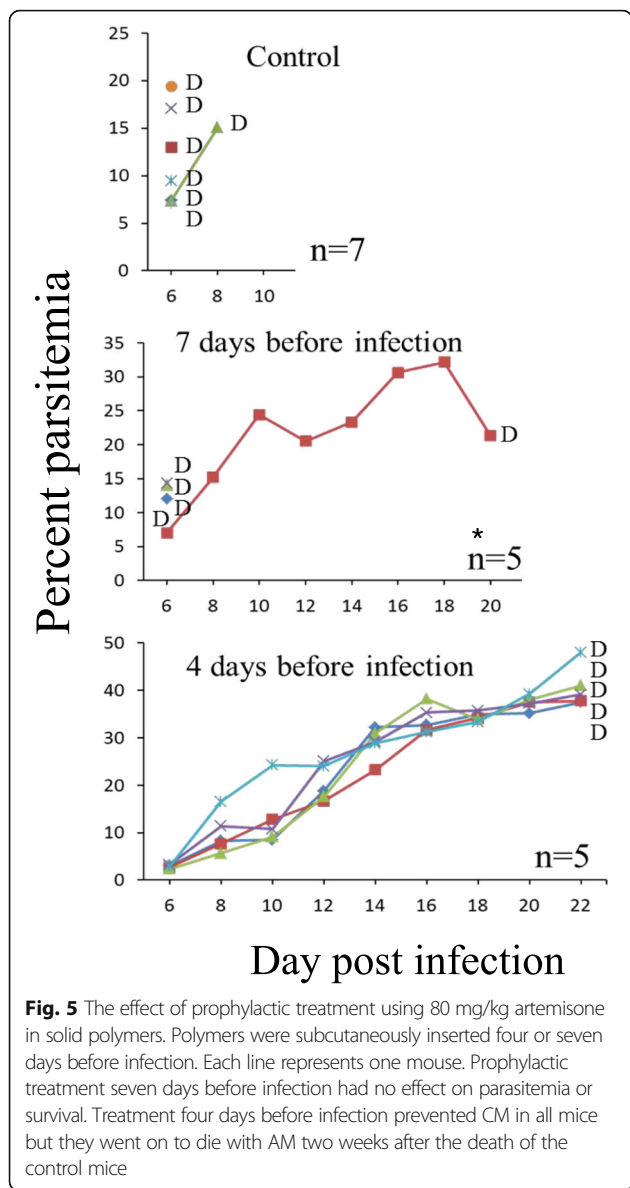 Percent parsitemia
Control
25
20
15
10
5
0
D
D
D
D
D
D
D
n=7
6 8 10
7 days before infection
35
30
25
20
15
10
5
0
D
D
D
D
D
*
n=5
6 8 10 12 14 16 18 20
4 days before infection
50
40
30
20
10
0
D
D
D
D
D
n=5
6 8 10 12 14 16 18 20 22
Day post infection
Fig. 5 The effect of prophylactic treatment using 80 mg/kg artemisone
in solid polymers. Polymers were subcutaneously inserted four or seven
days before infection. Each line represents one mouse. Prophylactic
treatment seven days before infection had no effect on parasitemia or
survival. Treatment four days before infection prevented CM in all mice
but they went on to die with AM two weeks after the death of the
control mice